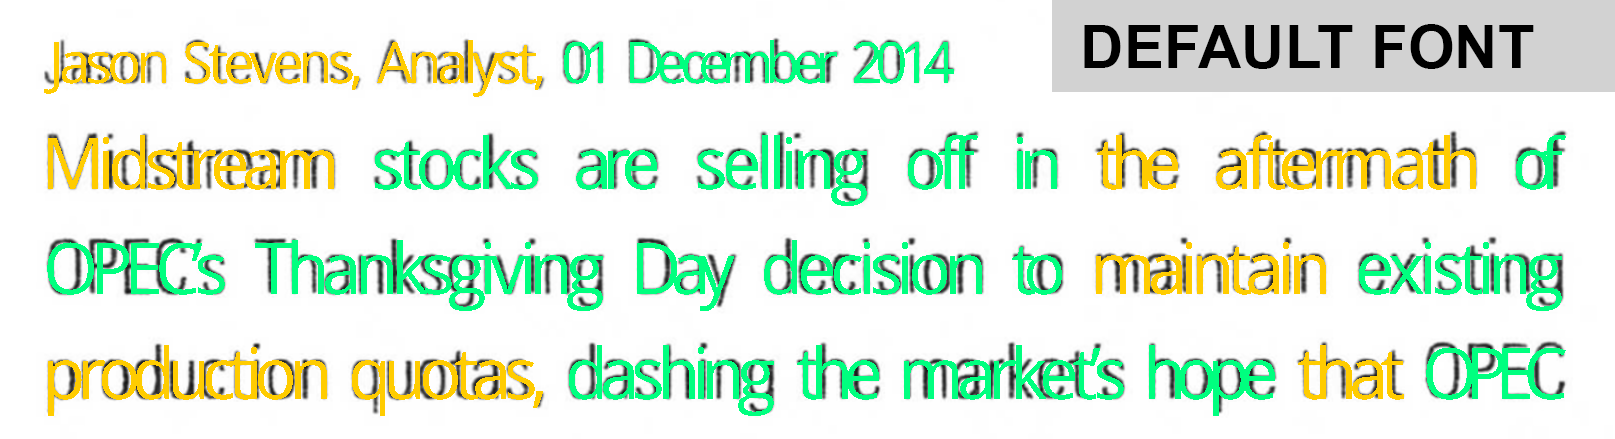 Jason Stevens, Analyst, 01 December 2014
DEFAULT FONT
Midstream stocks are selling off in the aftermath of
OPEC's Thanksgiving Day decision to maintain existing
production quotas, dashing the market's hope that OPEC